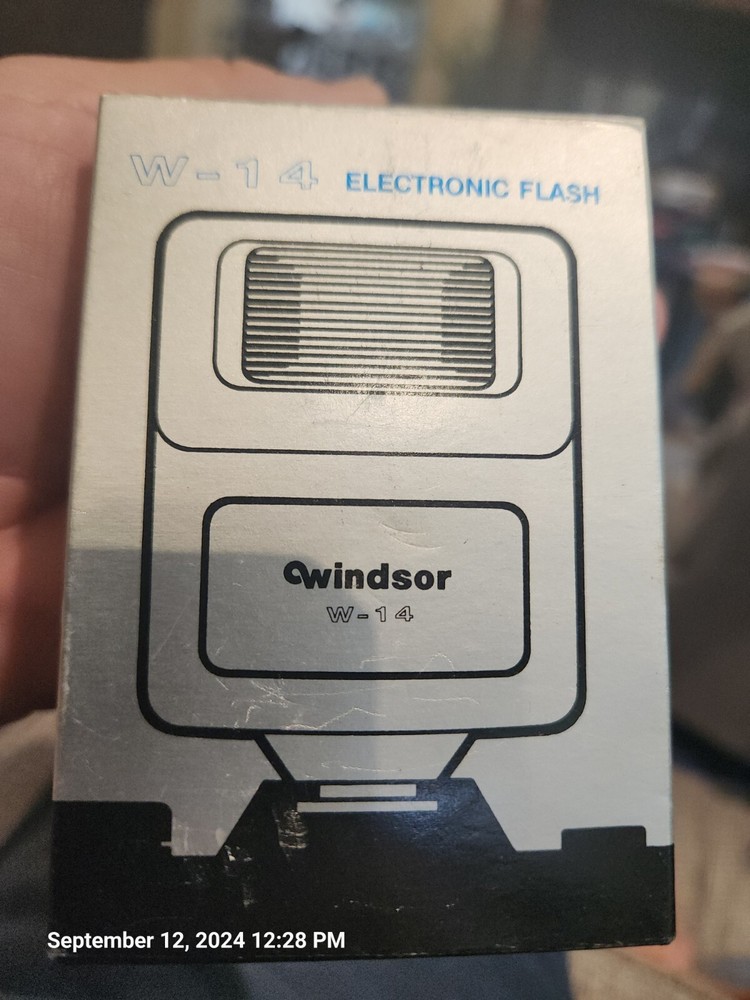 W-14 ELECTRONIC FLASH
windsor
W-14
September 12, 2024 12:28 PM